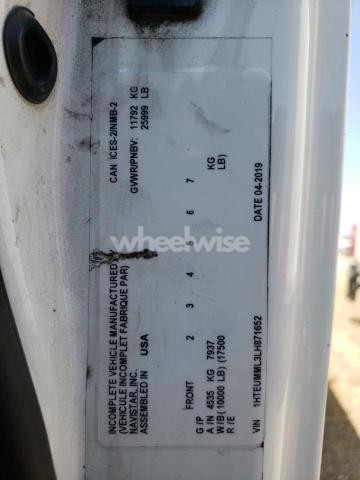 INCOMPLETE VEHICLE MANUFACTURED BY
(VEHICULE INCOMPLET FABRIQUE PAR)
NAVISTAR, INC.
ASSEMBLED IN USA
CAN ICES-2/NMB-2
GVWR/PNBV: 11792 KG
25999 LB
FRONT 2 3 4 5 6 7
G /P
A / N 4535 KG 7937 KG
W/B( 10000 LB) (17500 LB)
R / E
VIN 1HTEUMML3LH871652
DATE 04-2019
wheelwise